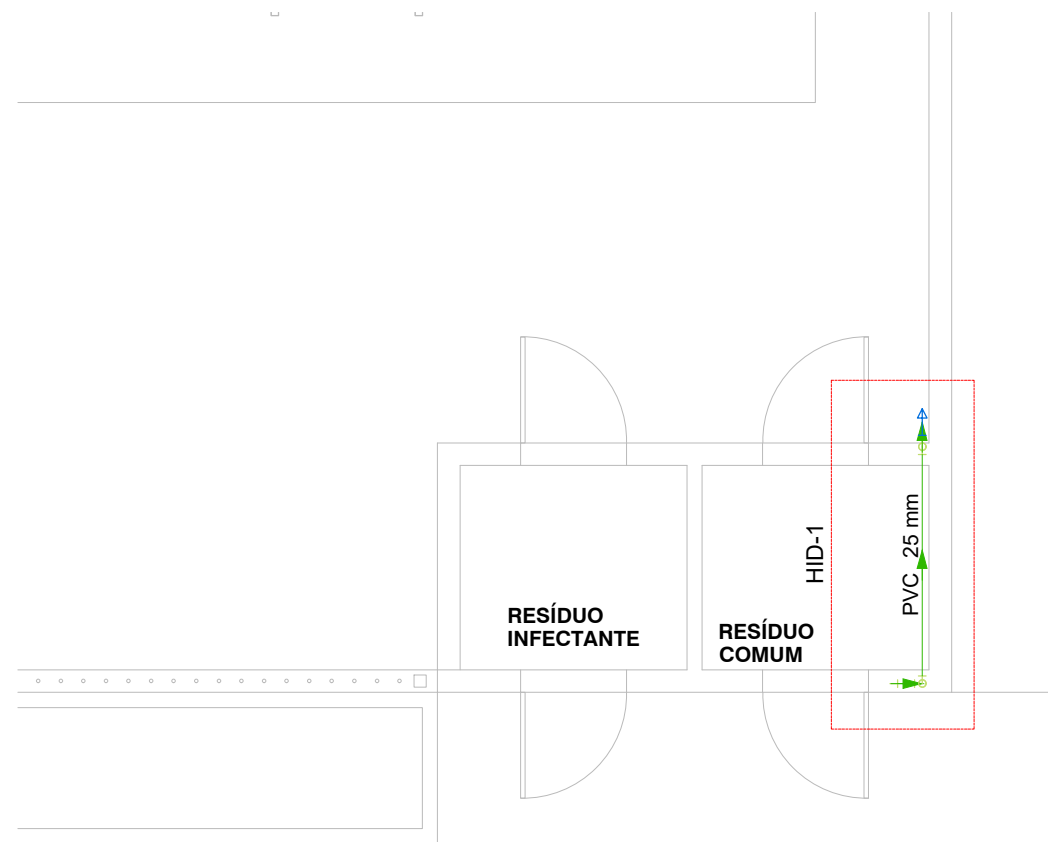 HID-1
PVC 25 mm
RESÍDUO
INFECTANTE
RESÍDUO
COMUM